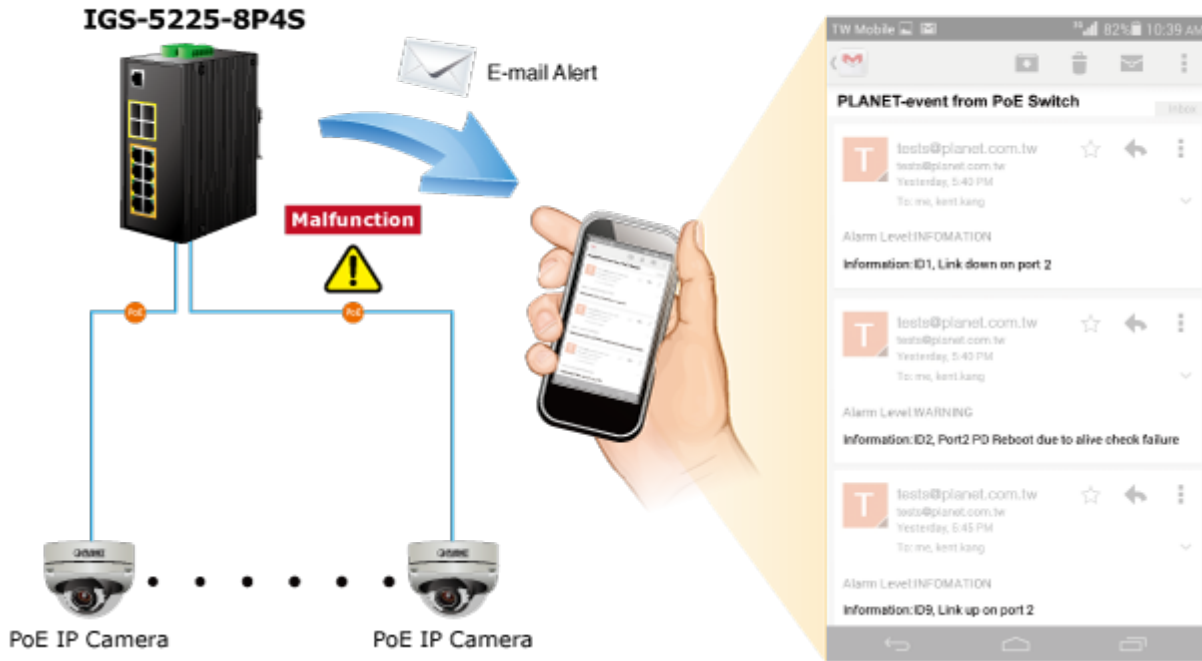 IGS-5225-8P4S
E-mail Alert
Malfunction
PoE
PoE
PLANET
PLANET
PoE IP Camera
PoE IP Camera
TW Mobile
3G 82% 10:39 AM
PLANET-event from PoE Switch
Inbox
T
tests@planet.com.tw
tests@planet.com.tw
Yesterday, 5:40 PM
To: me, kent.kang
Alarm Level:INFOMATION
Information:ID1, Link down on port 2
T
tests@planet.com.tw
tests@planet.com.tw
Yesterday, 5:40 PM
To: me, kent.kang
Alarm Level:WARNING
Information:ID2, Port2 PD Reboot due to alive check failure
T
tests@planet.com.tw
tests@planet.com.tw
Yesterday, 5:45 PM
To: me, kent.kang
Alarm Level:INFOMATION
Information:ID9, Link up on port 2